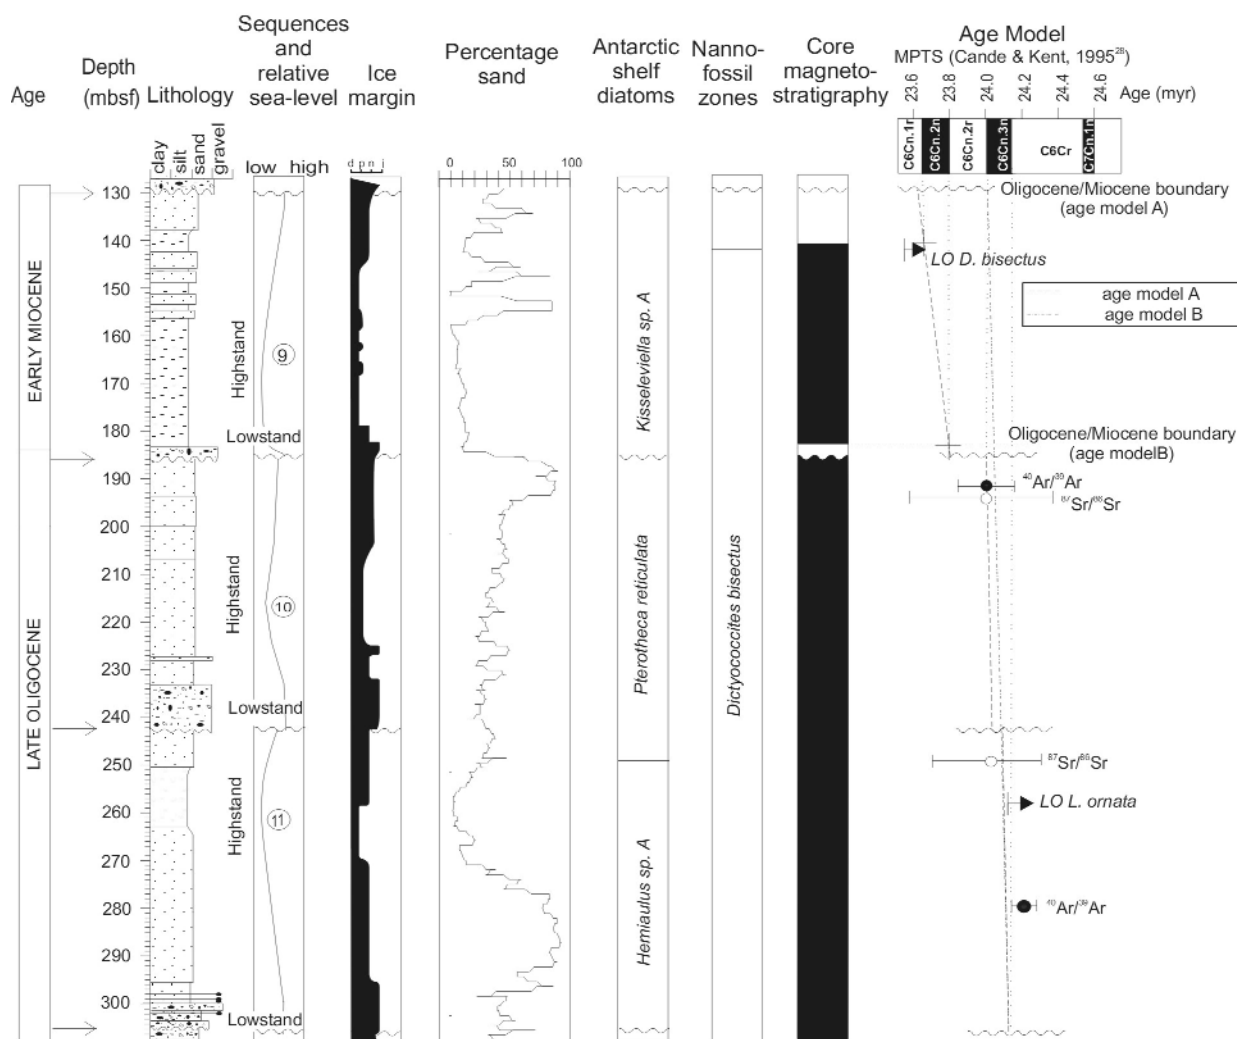 Age
Depth
(mbsf)
Lithology
clay
silt
sand
gravel
Sequences
and
relative
sea-level
low high
Ice
margin
d p n i
Percentage
sand
0 50 100
Antarctic
shelf
diatoms
Nanno-
fossil
zones
Core
magneto-
stratigraphy
Age Model
MPTS (Cande & Kent, 1995²⁸)
23.6 23.8 24.0 24.2 24.4 24.6 Age (myr)
C6Cn.1r
C6Cn.2n
C6Cn.2r
C6Cn.3n
C6Cr
C7Cn.1n
EARLY MIOCENE
LATE OLIGOCENE
130
140
150
160
170
180
190
200
210
220
230
240
250
260
270
280
290
300
Highstand
9
Lowstand
Highstand
10
Lowstand
Highstand
11
Lowstand
Kisseleviella sp. A
Pterotheca reticulata
Hemiaulus sp. A
Dictyococcites bisectus
Oligocene/Miocene boundary
(age model A)
LO D. bisectus
age model A
age model B
Oligocene/Miocene boundary
(age modelB)
⁴⁰Ar/³⁹Ar
⁸⁷Sr/⁸⁶Sr
⁸⁷Sr/⁸⁶Sr
LO L. ornata
⁴⁰Ar/³⁹Ar